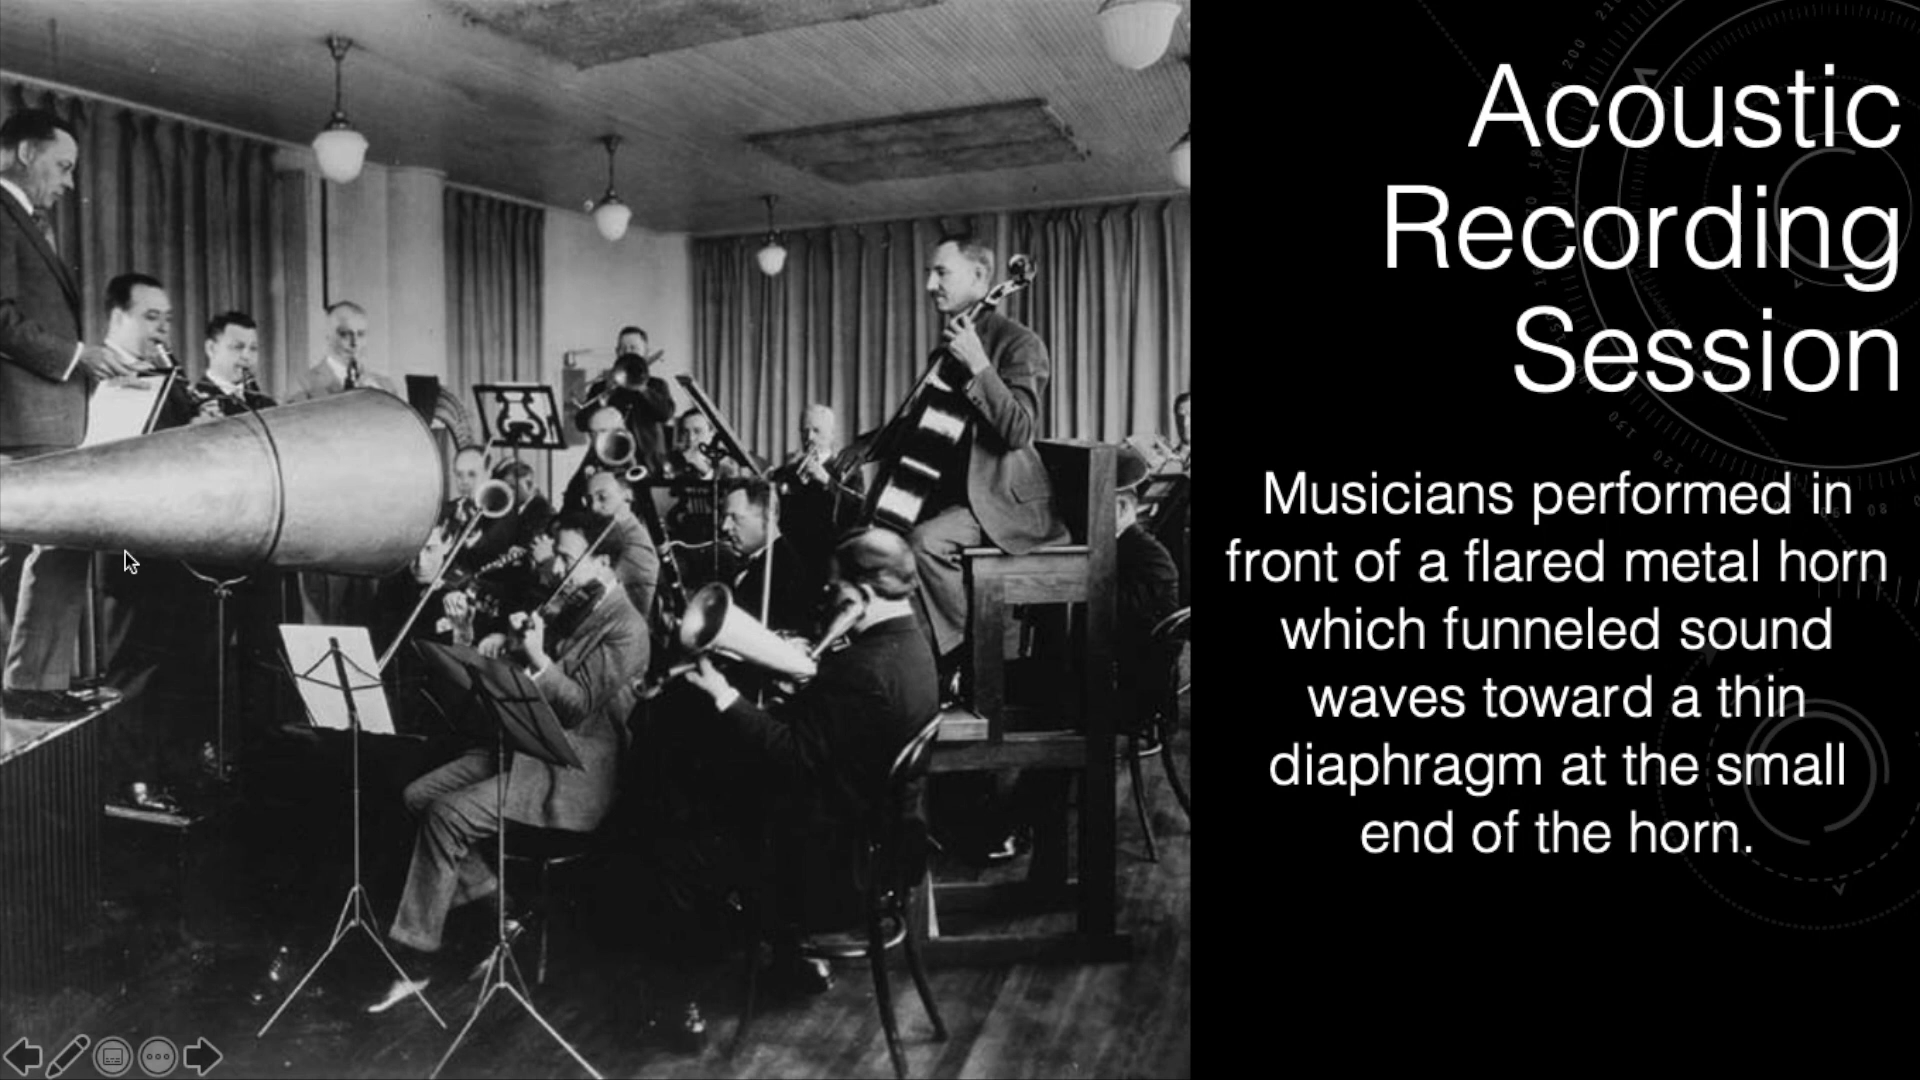 Acoustic
Recording
Session
Musicians performed in
front of a flared metal horn
which funneled sound
waves toward a thin
diaphragm at the small
end of the horn.